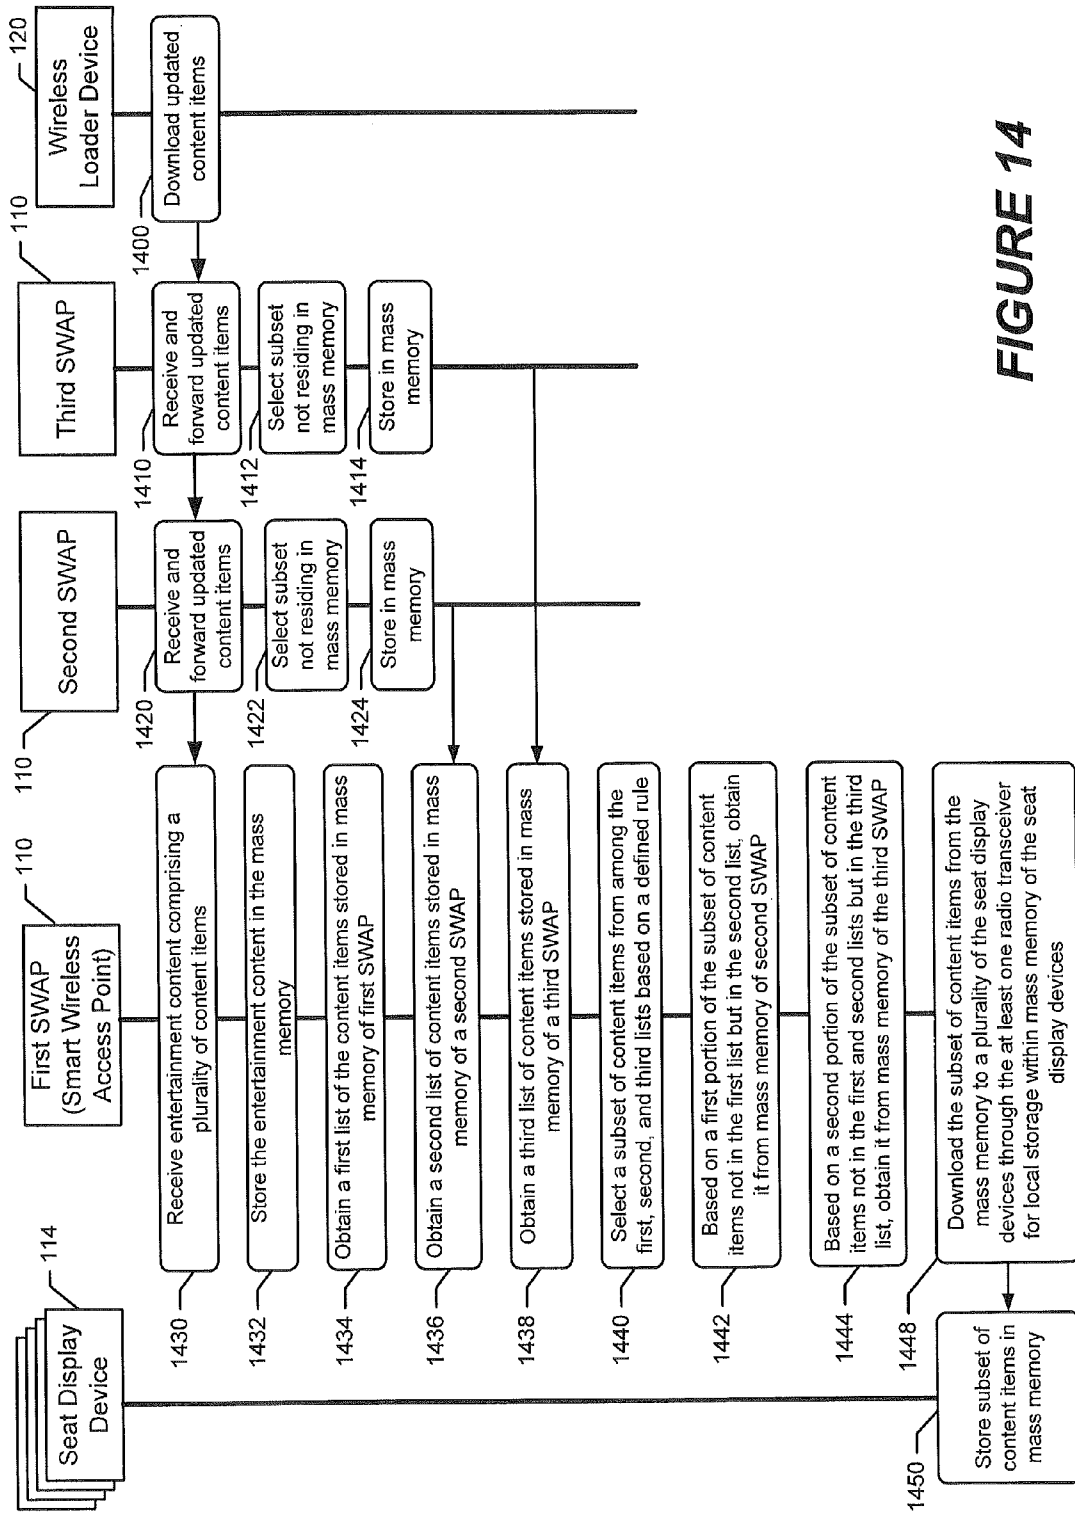 Seat Display
Device
114
First SWAP
(Smart Wireless
Access Point)
110
Second SWAP
110
Third SWAP
110
Wireless
Loader Device
120
Download updated
content items
1400
Receive and
forward updated
content items
1410
Select subset
not residing in
mass memory
1412
Store in mass
memory
1414
Receive and
forward updated
content items
1420
Select subset
not residing in
mass memory
1422
Store in mass
memory
1424
Receive entertainment content comprising a
plurality of content items
1430
Store the entertainment content in the mass
memory
1432
Obtain a first list of the content items stored in mass
memory of first SWAP
1434
Obtain a second list of content items stored in mass
memory of a second SWAP
1436
Obtain a third list of content items stored in mass
memory of a third SWAP
1438
Select a subset of content items from among the
first, second, and third lists based on a defined rule
1440
Based on a first portion of the subset of content
items not in the first list but in the second list, obtain
it from mass memory of second SWAP
1442
Based on a second portion of the subset of content
items not in the first and second lists but in the third
list, obtain it from mass memory of the third SWAP
1444
Download the subset of content items from the
mass memory to a plurality of the seat display
devices through the at least one radio transceiver
for local storage within mass memory of the seat
display devices
1448
Store subset of
content items in
mass memory
1450
FIGURE 14